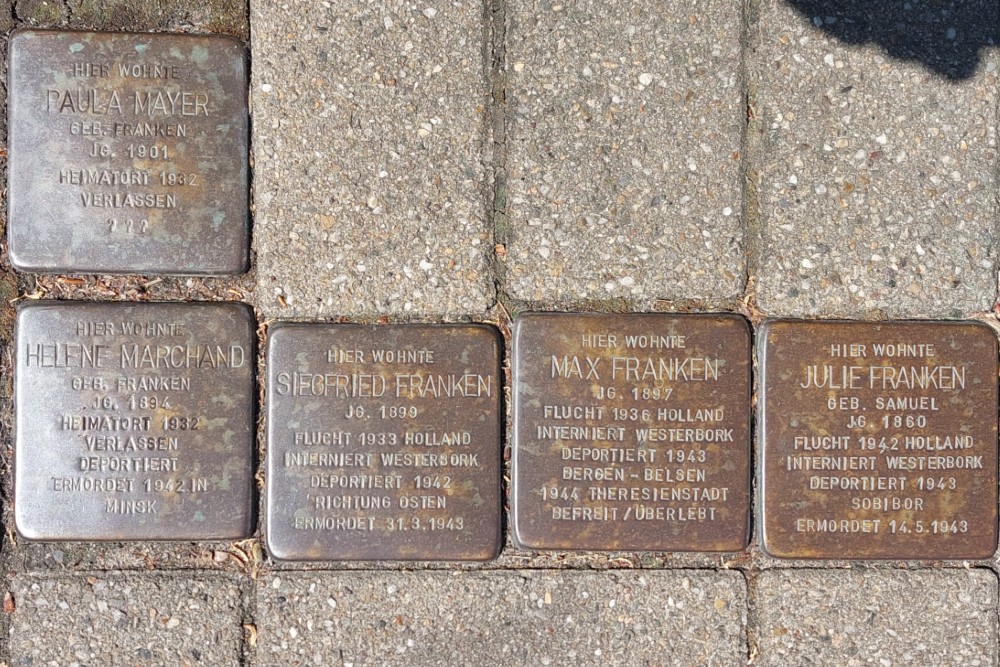 HIER WOHNTE
PAULA MAYER
GEB. FRANKEN
JG. 1901
HEIMATORT 1932
VERLASSEN
???
HIER WOHNTE
HELENE MARCHAND
GEB. FRANKEN
JG. 1894
HEIMATORT 1932
VERLASSEN
DEPORTIERT
ERMORDET 1942 IN
MINSK
HIER WOHNTE
SIEGFRIED FRANKEN
JG. 1899
FLUCHT 1933 HOLLAND
INTERNIERT WESTERBORK
DEPORTIERT 1942
RICHTUNG OSTEN
ERMORDET 31.3.1943
HIER WOHNTE
MAX FRANKEN
JG. 1897
FLUCHT 1936 HOLLAND
INTERNIERT WESTERBORK
DEPORTIERT 1943
BERGEN-BELSEN
1944 THERESIENSTADT
BEFREIT/ÜBERLEBT
HIER WOHNTE
JULIE FRANKEN
GEB. SAMUEL
JG. 1860
FLUCHT 1942 HOLLAND
INTERNIERT WESTERBORK
DEPORTIERT 1943
SOBIBOR
ERMORDET 14.5.1943